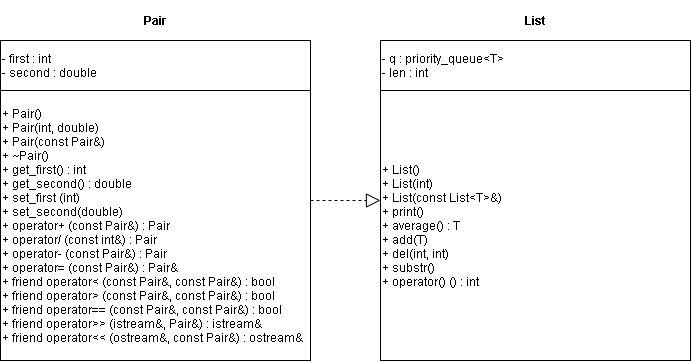 Pair
- first : int
- second : double
+ Pair()
+ Pair(int, double)
+ Pair(const Pair&)
+ ~Pair()
+ get_first() : int
+ get_second() : double
+ set_first (int)
+ set_second(double)
+ operator+ (const Pair&) : Pair
+ operator/ (const int&) : Pair
+ operator- (const Pair&) : Pair
+ operator= (const Pair&) : Pair&
+ friend operator< (const Pair&, const Pair&) : bool
+ friend operator> (const Pair&, const Pair&) : bool
+ friend operator== (const Pair&, const Pair&) : bool
+ friend operator>> (istream&, Pair&) : istream&
+ friend operator<< (ostream&, const Pair&) : ostream&
List
- q : priority_queue<T>
- len : int
+ List()
+ List(int)
+ List(const List<T>&)
+ print()
+ average() : T
+ add(T)
+ del(int, int)
+ substr()
+ operator() () : int